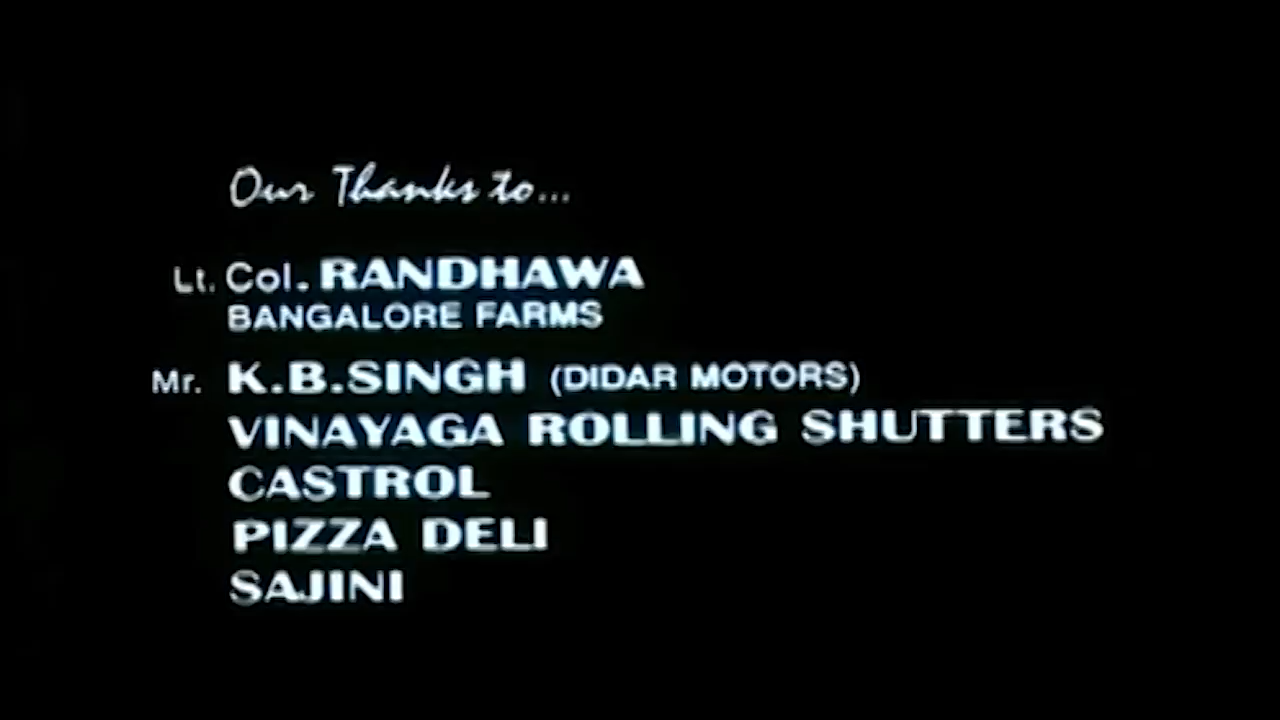 Our Thanks to...
Lt. Col. RANDHAWA
BANGALORE FARMS
Mr. K.B.SINGH (DIDAR MOTORS)
VINAYAGA ROLLING SHUTTERS
CASTROL
PIZZA DELI
SAJINI